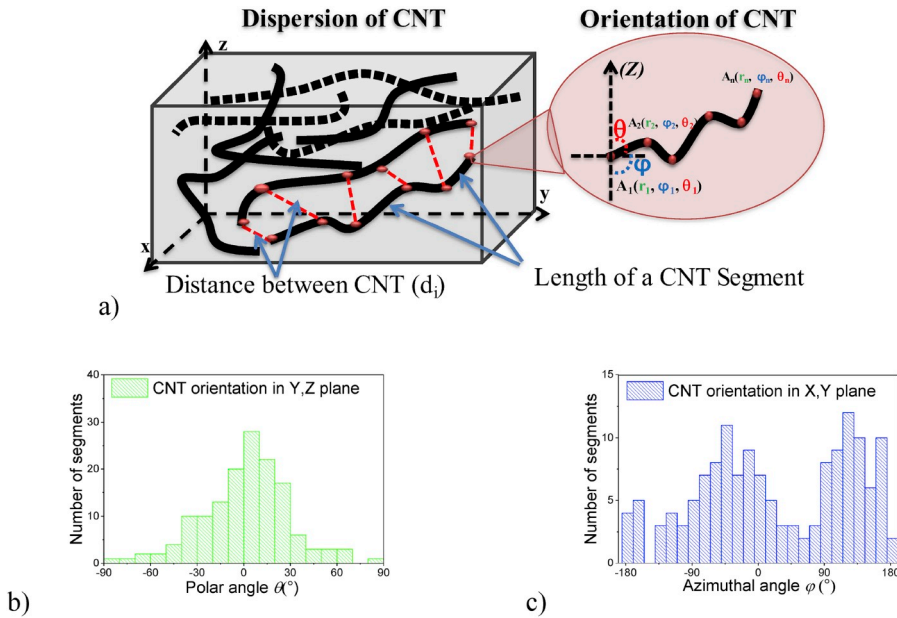 Dispersion of CNT
Orientation of CNT
z
y
x
(Z)
Aₙ(rₙ, φₙ, θₙ)
A₂(r₂, φ₂, θ₂)
θ
φ
A₁(r₁, φ₁, θ₁)
Distance between CNT (dᵢ)
Length of a CNT Segment
a)
CNT orientation in Y,Z plane
Number of segments
40
30
20
10
0
-90 -60 -30 0 30 60 90
Polar angle θ(°)
b)
CNT orientation in X,Y plane
Number of segments
15
10
5
0
-180 -90 0 90 180
Azimuthal angle φ (°)
c)